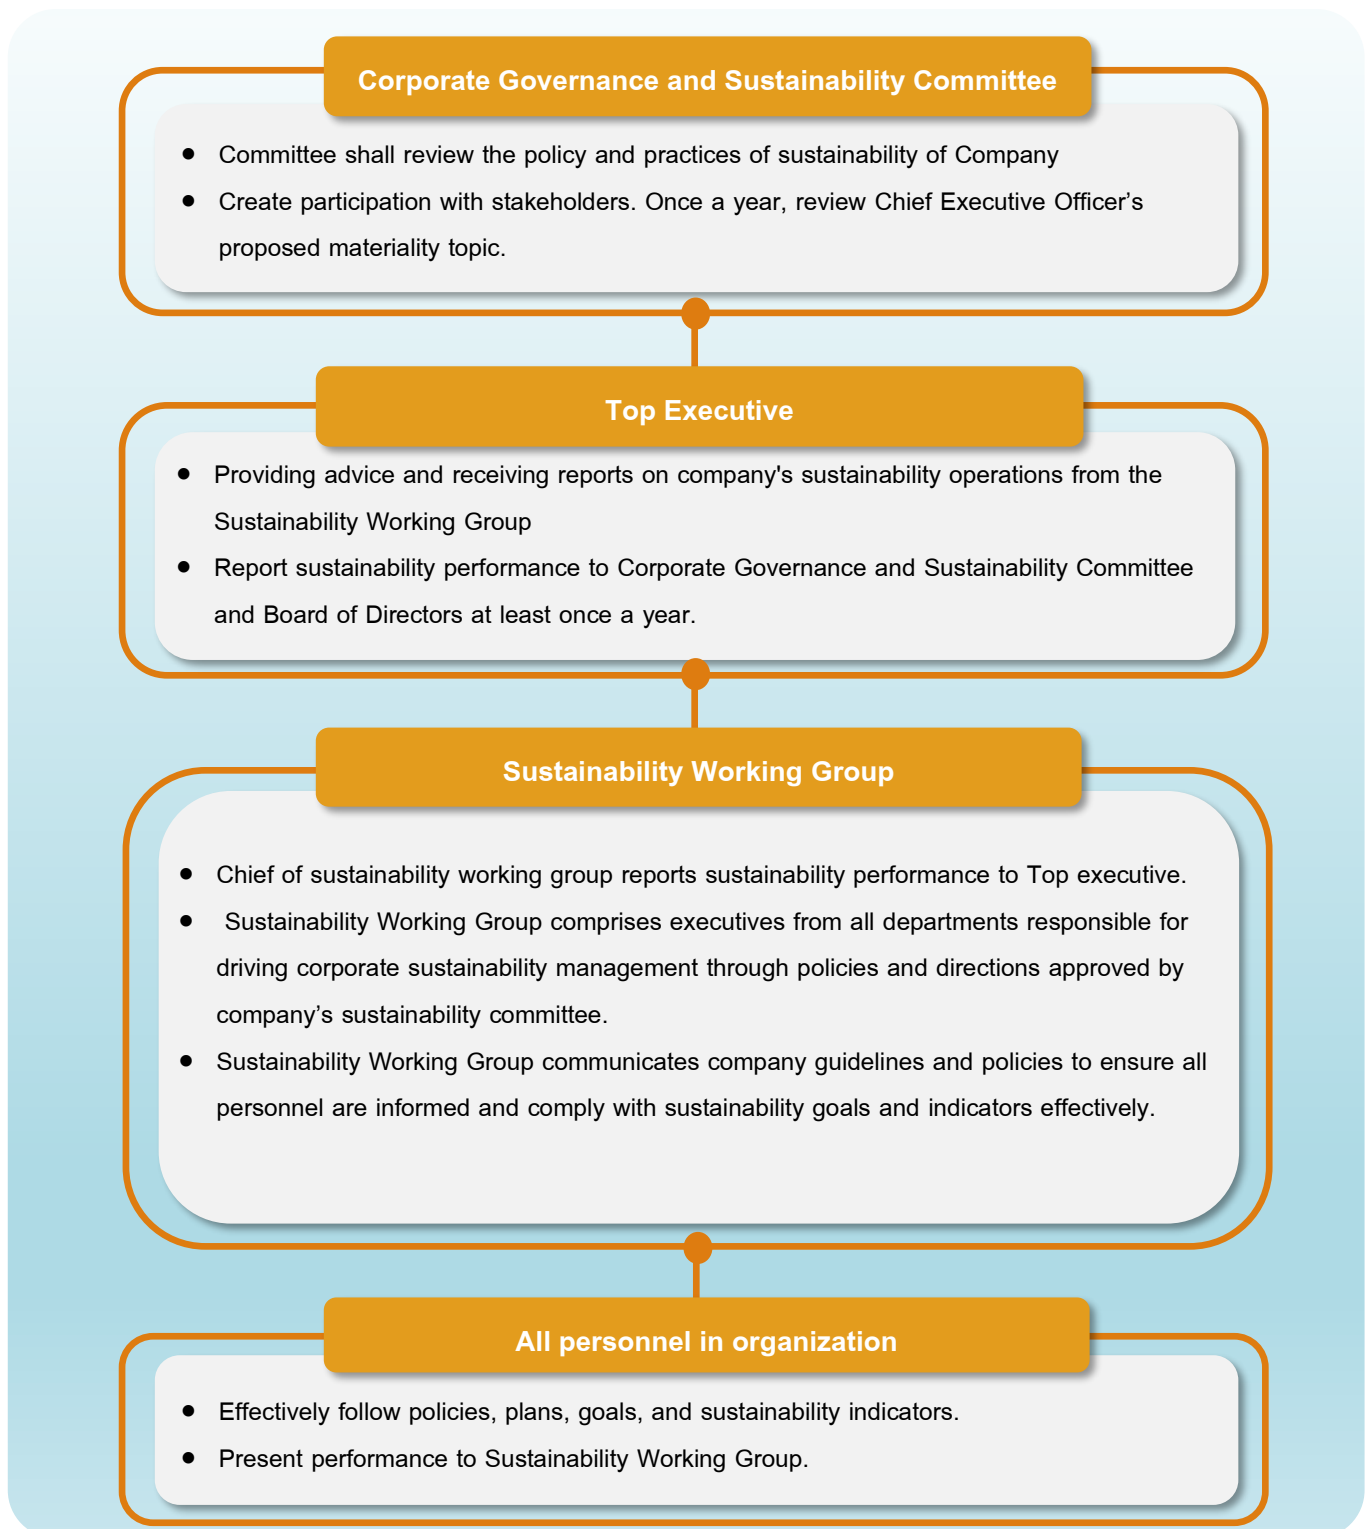 Corporate Governance and Sustainability Committee
● Committee shall review the policy and practices of sustainability of Company
● Create participation with stakeholders. Once a year, review Chief Executive Officer’s
proposed materiality topic.
Top Executive
● Providing advice and receiving reports on company's sustainability operations from the
Sustainability Working Group
● Report sustainability performance to Corporate Governance and Sustainability Committee
and Board of Directors at least once a year.
Sustainability Working Group
● Chief of sustainability working group reports sustainability performance to Top executive.
● Sustainability Working Group comprises executives from all departments responsible for
driving corporate sustainability management through policies and directions approved by
company’s sustainability committee.
● Sustainability Working Group communicates company guidelines and policies to ensure all
personnel are informed and comply with sustainability goals and indicators effectively.
All personnel in organization
● Effectively follow policies, plans, goals, and sustainability indicators.
● Present performance to Sustainability Working Group.